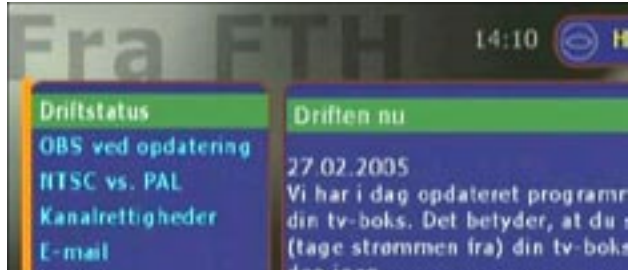 Fra FTH
14:10
Driftstatus
OBS ved opdatering
NTSC vs. PAL
Kanalrettigheder
E-mail
Driften nu
27.02.2005
Vi har i dag opdateret
din tv-boks. Det betyder, at du
(tage strømmen fra) din tv-boks